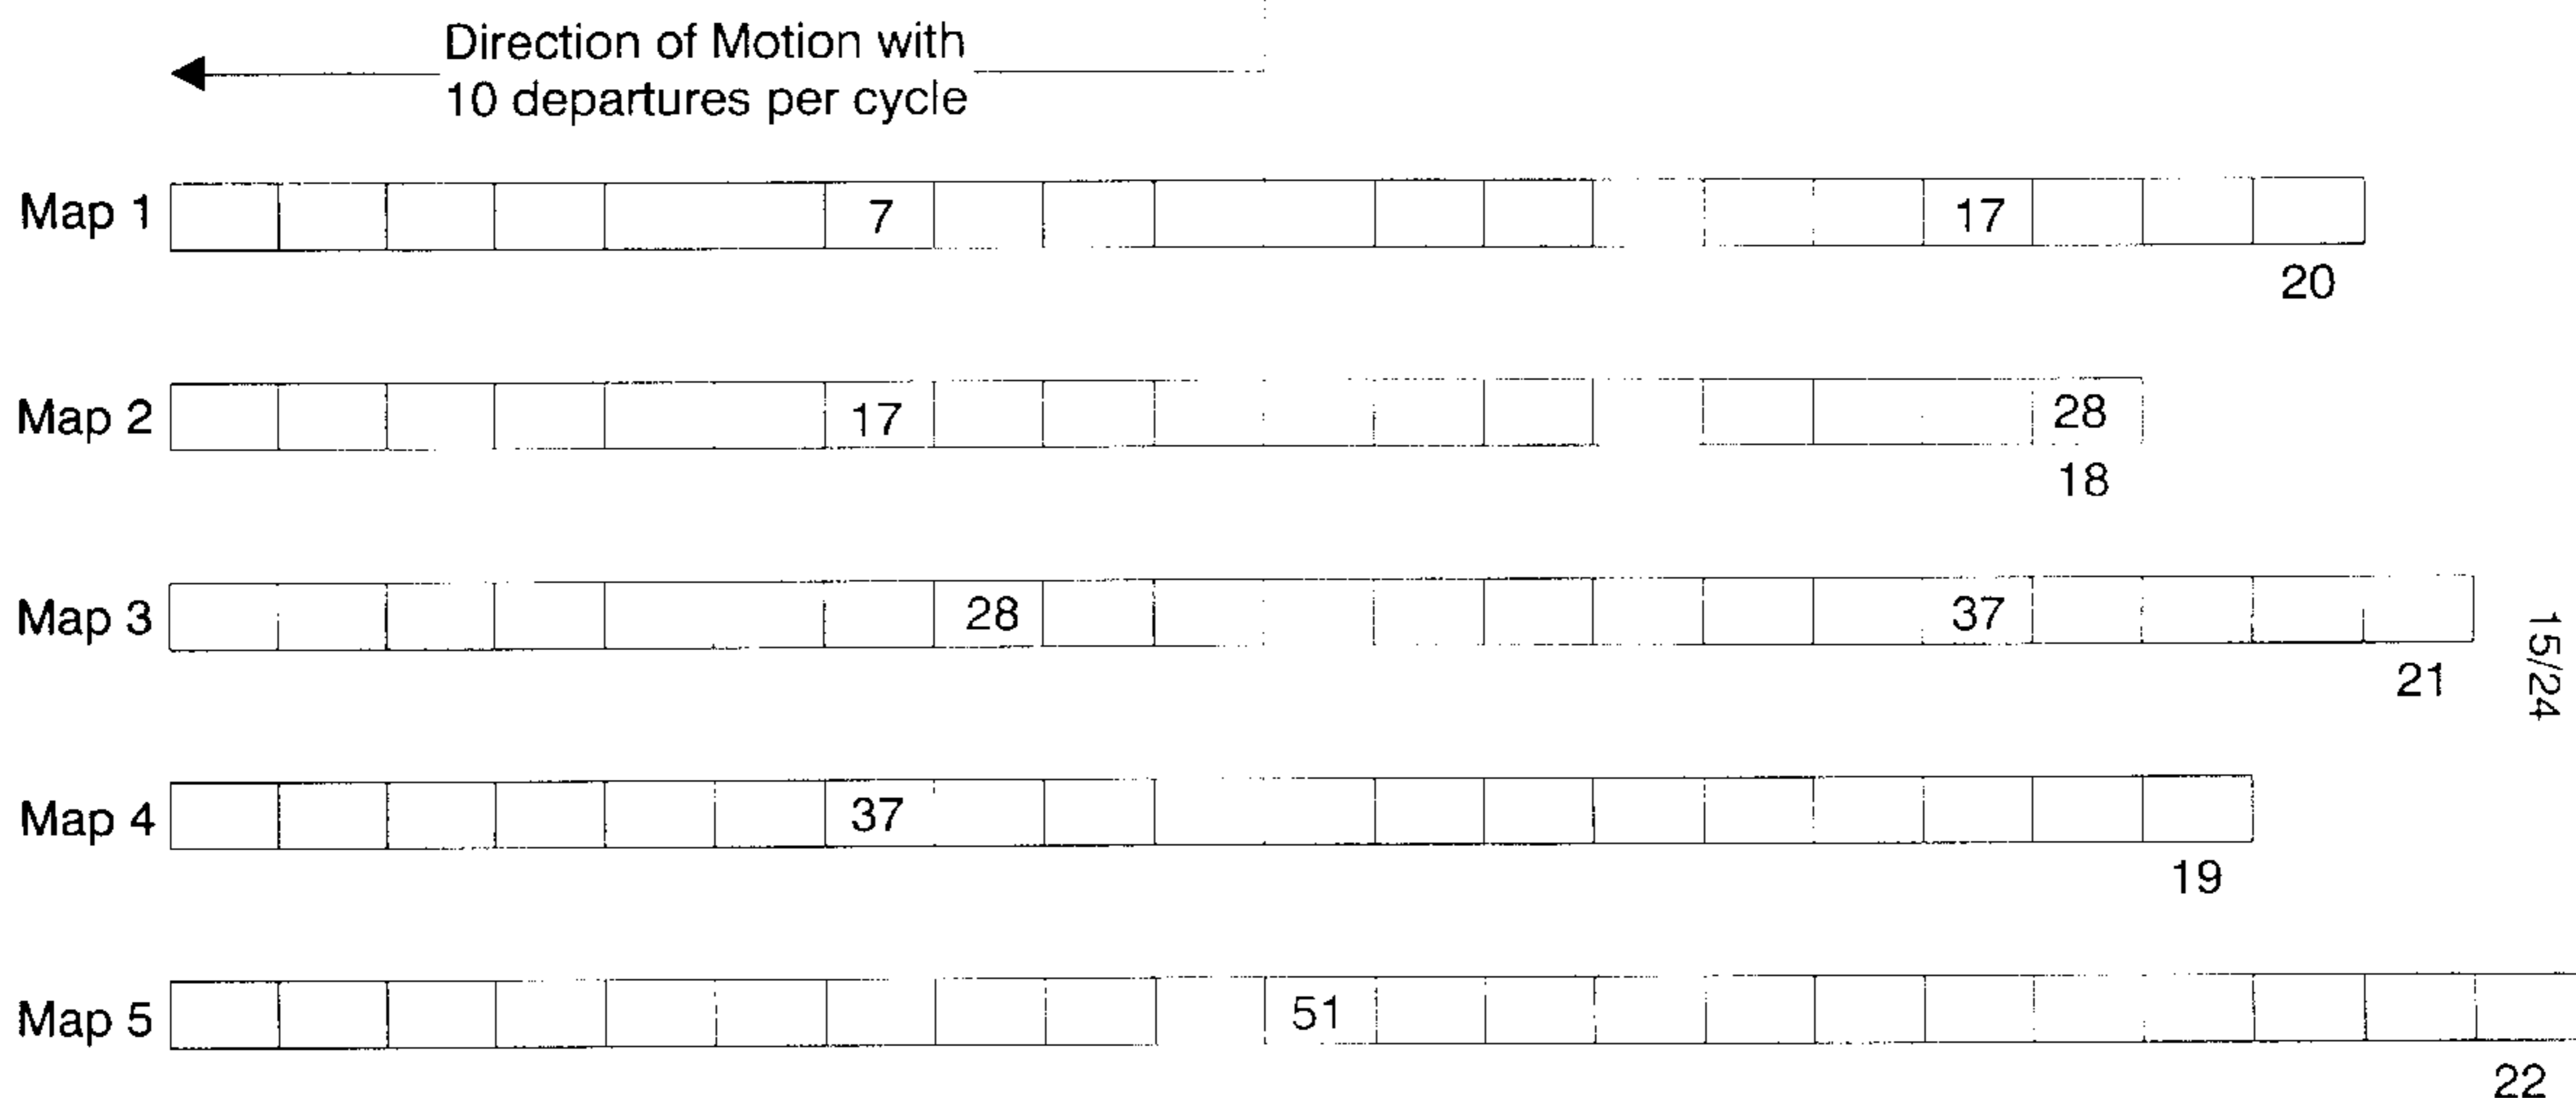 Direction of Motion with
10 departures per cycle
Map 1 7 17
20
Map 2 17 28
18
Map 3 28 37
21
15/24
Map 4 37
19
Map 5 51
22